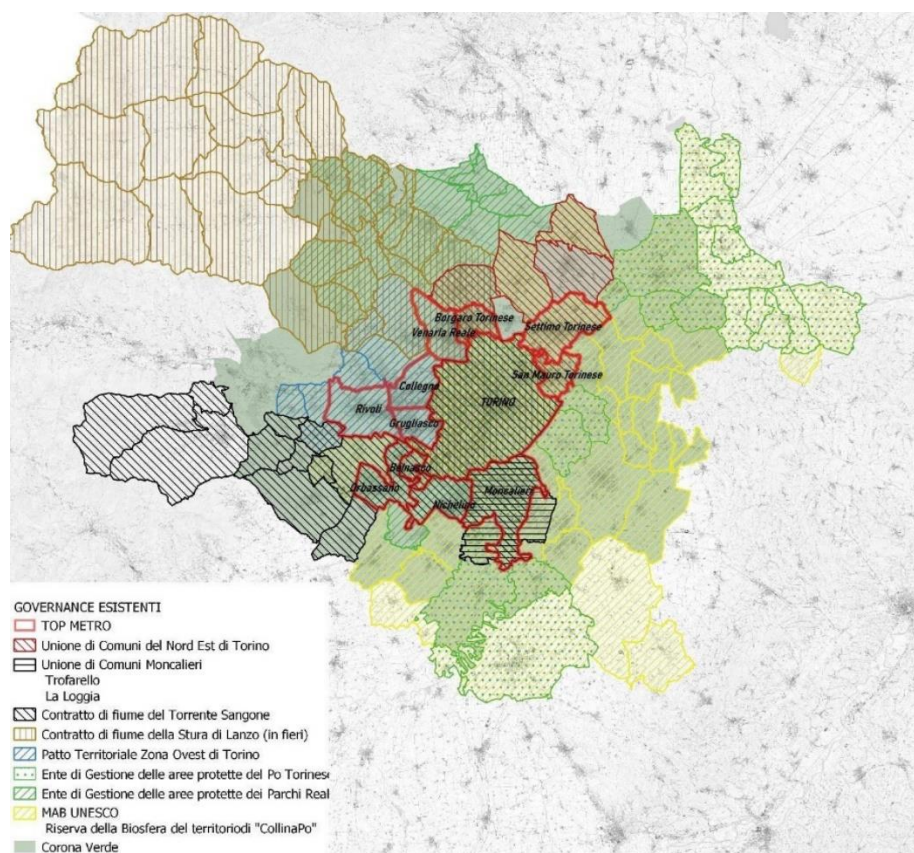 Borgaro Torinese
Venaria Reale
Settimo Torinese
San Mauro Torinese
Collegno
TORINO
Rivoli
Grugliasco
Beinasco
Orbassano
Moncalieri
Nichelino
GOVERNANCE ESISTENTI
TOP METRO
Unione di Comuni del Nord Est di Torino
Unione di Comuni Moncalieri
Trofarello
La Loggia
Contratto di fiume del Torrente Sangone
Contratto di fiume della Stura di Lanzo (in fieri)
Patto Territoriale Zona Ovest di Torino
Ente di Gestione delle aree protette del Po Torinese
Ente di Gestione delle aree protette dei Parchi Real
MAB UNESCO
Riserva della Biosfera del territoriodi "CollinaPo"
Corona Verde